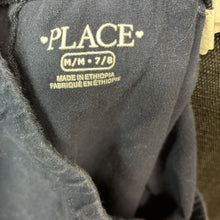 PLACE
M/M • 7/8
MADE IN ETHIOPIA
FABRIQUÉ EN ÉTHIOPIE